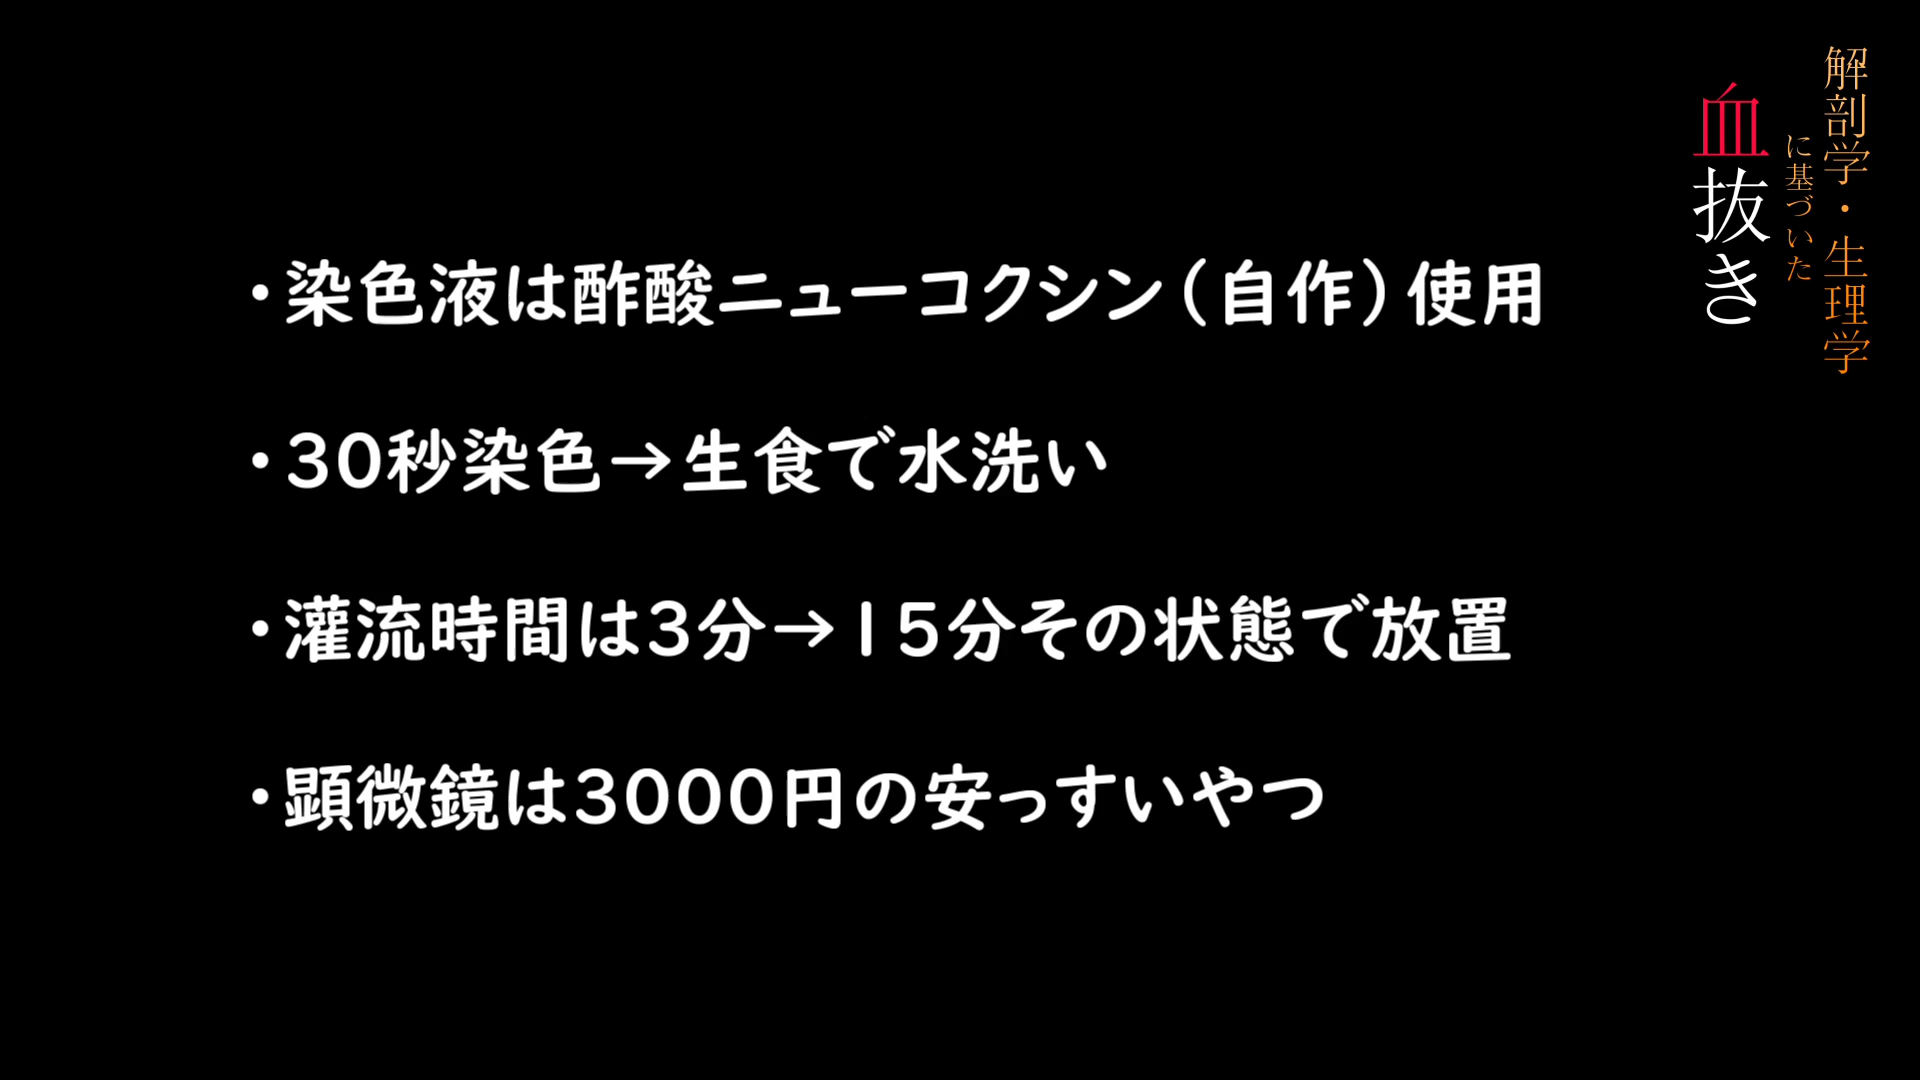 解剖学・生理学
に基づいた
血抜き
・染色液は酢酸ニューコクシン（自作）使用
・30秒染色→生食で水洗い
・灌流時間は3分→15分その状態で放置
・顕微鏡は3000円の安っすいやつ